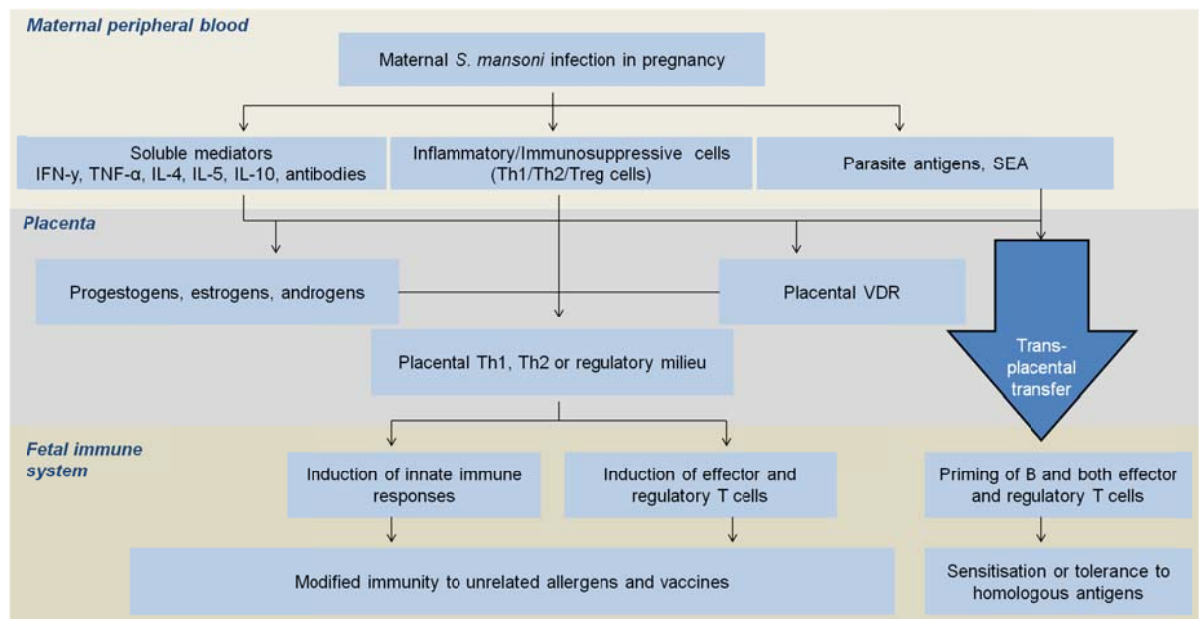 Maternal peripheral blood
Maternal S. mansoni infection in pregnancy
Soluble mediators
IFN-y, TNF-α, IL-4, IL-5, IL-10, antibodies
Inflammatory/Immunosuppressive cells
(Th1/Th2/Treg cells)
Parasite antigens, SEA
Placenta
Progestogens, estrogens, androgens
Placental VDR
Placental Th1, Th2 or regulatory milieu
Trans-
placental
transfer
Fetal immune
system
Induction of innate immune
responses
Induction of effector and
regulatory T cells
Priming of B and both effector
and regulatory T cells
Modified immunity to unrelated allergens and vaccines
Sensitisation or tolerance to
homologous antigens